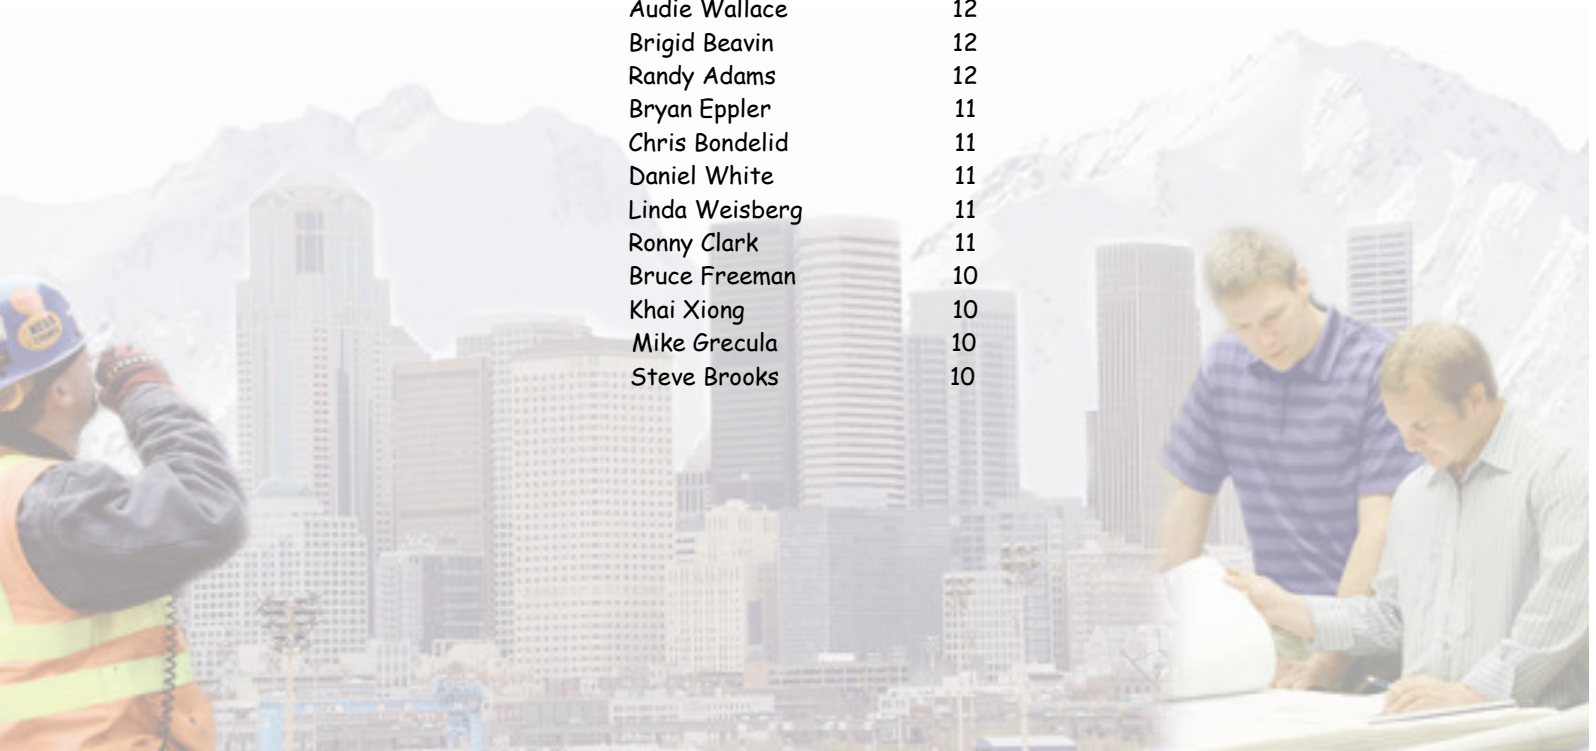 Audie Wallace 12
Brigid Beavin 12
Randy Adams 12
Bryan Eppler 11
Chris Bondelid 11
Daniel White 11
Linda Weisberg 11
Ronny Clark 11
Bruce Freeman 10
Khai Xiong 10
Mike Grecula 10
Steve Brooks 10